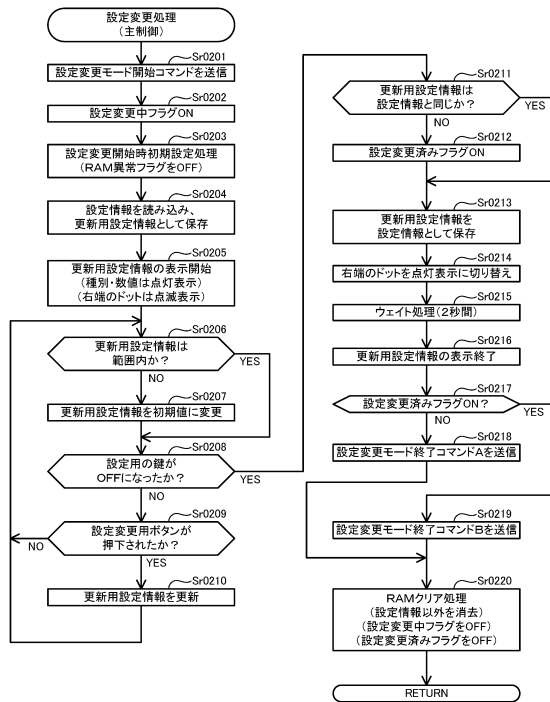 設定変更処理
(主制御)
Sr0201
設定変更モード開始コマンドを送信
Sr0202
設定変更中フラグON
Sr0203
設定変更開始時初期設定処理
(RAM異常フラグをOFF)
Sr0204
設定情報を読み込み、
更新用設定情報として保存
Sr0205
更新用設定情報の表示開始
(種別・数値は点灯表示)
(右端のドットは点滅表示)
Sr0206
更新用設定情報は
範囲内か?
YES
NO
Sr0207
更新用設定情報を初期値に変更
Sr0208
設定用の鍵が
OFFになったか?
YES
NO
Sr0209
設定変更用ボタンが
押下されたか?
NO
YES
Sr0210
更新用設定情報を更新
Sr0211
更新用設定情報は
設定情報と同じか?
YES
NO
Sr0212
設定変更済みフラグON
Sr0213
更新用設定情報を
設定情報として保存
Sr0214
右端のドットを点灯表示に切り替え
Sr0215
ウェイト処理(2秒間)
Sr0216
更新用設定情報の表示終了
Sr0217
設定変更済みフラグON?
YES
NO
Sr0218
設定変更モード終了コマンドAを送信
Sr0219
設定変更モード終了コマンドBを送信
Sr0220
RAMクリア処理
(設定情報以外を消去)
(設定変更中フラグをOFF)
(設定変更済みフラグをOFF)
RETURN